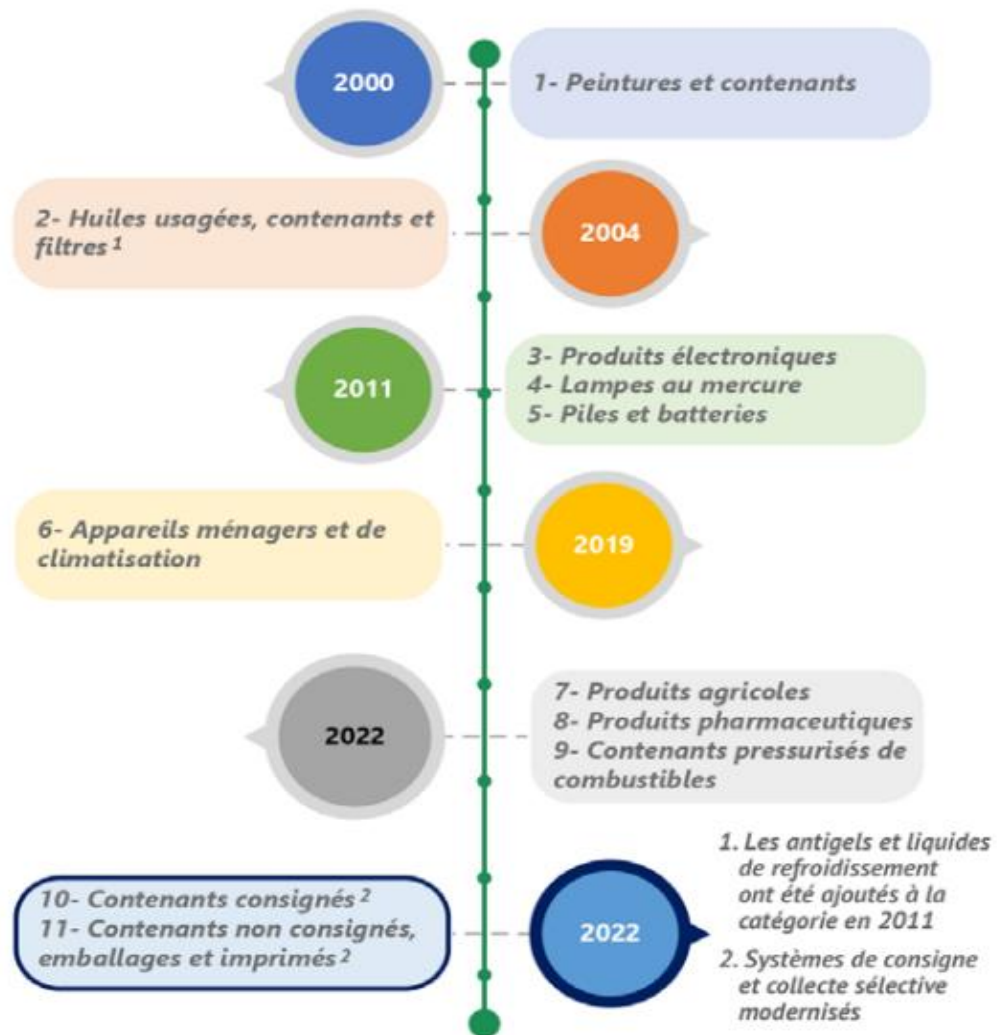 2000
1- Peintures et contenants
2- Huiles usagées, contenants et
filtres ¹
2004
2011
3- Produits électroniques
4- Lampes au mercure
5- Piles et batteries
6- Appareils ménagers et de
climatisation
2019
2022
7- Produits agricoles
8- Produits pharmaceutiques
9- Contenants pressurisés de
combustibles
10- Contenants consignés ²
11- Contenants non consignés,
emballages et imprimés ²
2022
1. Les antigels et liquides
de refroidissement
ont été ajoutés à la
catégorie en 2011
2. Systèmes de consigne
et collecte sélective
modernisés